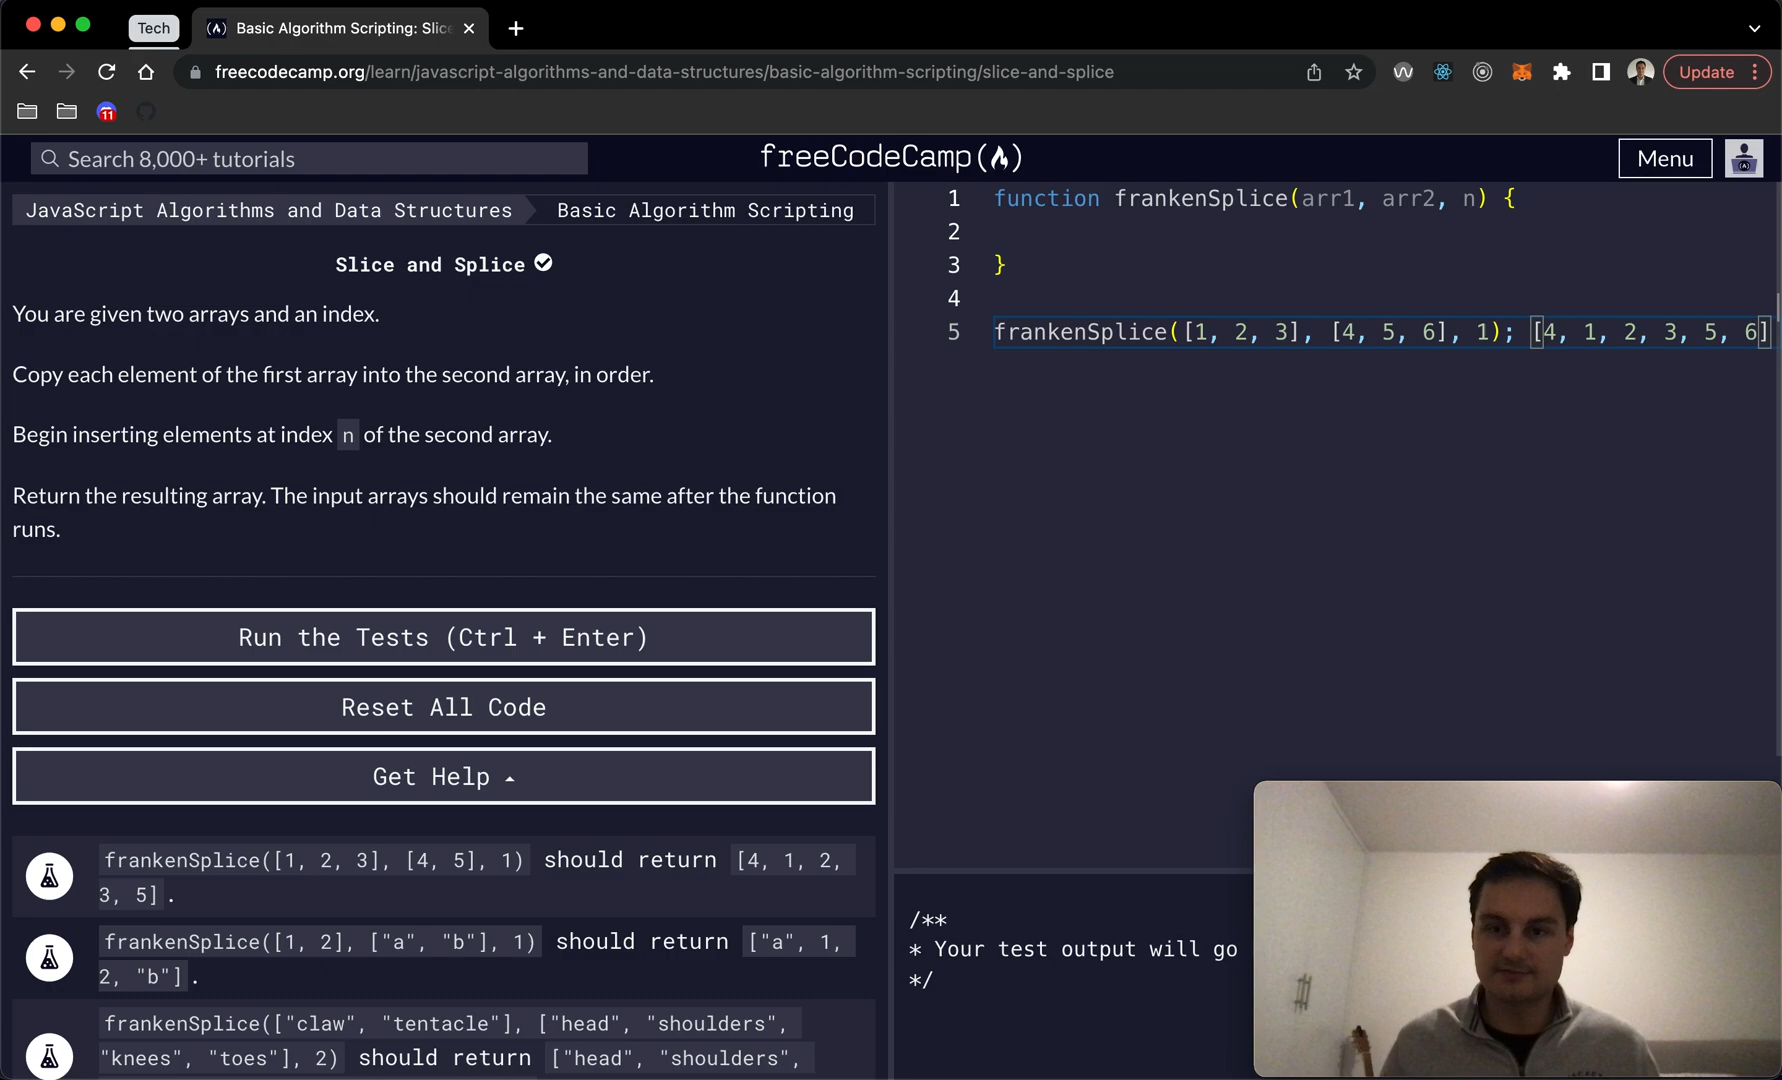 Tech
Basic Algorithm Scripting: Slic
freecodecamp.org/learn/javascript-algorithms-and-data-structures/basic-algorithm-scripting/slice-and-splice
Update
11
Search 8,000+ tutorials
freeCodeCamp
Menu
JavaScript Algorithms and Data Structures
Basic Algorithm Scripting
Slice and Splice
You are given two arrays and an index.
Copy each element of the first array into the second array, in order.
Begin inserting elements at index n of the second array.
Return the resulting array. The input arrays should remain the same after the function
runs.
Run the Tests (Ctrl + Enter)
Reset All Code
Get Help
frankenSplice([1, 2, 3], [4, 5], 1) should return [4, 1, 2,
3, 5].
frankenSplice([1, 2], ["a", "b"], 1) should return ["a", 1,
2, "b"].
frankenSplice(["claw", "tentacle"], ["head", "shoulders",
"knees", "toes"], 2) should return ["head", "shoulders",
1 function frankenSplice(arr1, arr2, n) {
2
3 }
4
5 frankenSplice([1, 2, 3], [4, 5, 6], 1); [4, 1, 2, 3, 5, 6]
/**
* Your test output will go
*/